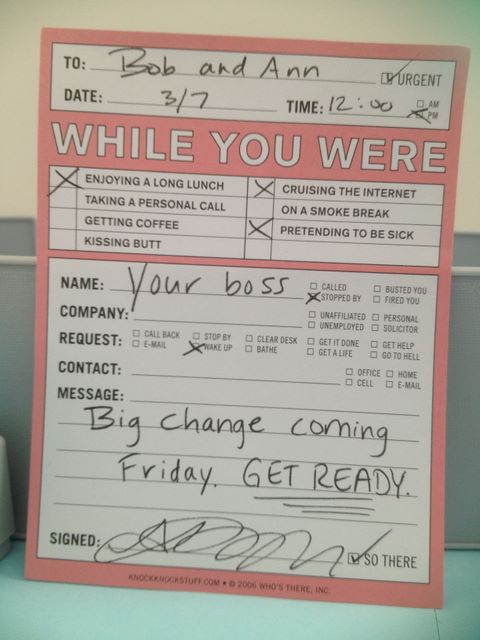 TO: Bob and Ann URGENT
DATE: 3/7 TIME: 12:00 AM
PM
WHILE YOU WERE
ENJOYING A LONG LUNCH CRUISING THE INTERNET
TAKING A PERSONAL CALL ON A SMOKE BREAK
GETTING COFFEE PRETENDING TO BE SICK
KISSING BUTT
NAME: Your boss CALLED BUSTED YOU
STOPPED BY FIRED YOU
COMPANY: UNAFFILIATED PERSONAL
UNEMPLOYED SOLICITOR
REQUEST: CALL BACK STOP BY CLEAR DESK GET IT DONE GET HELP
E-MAIL WAKE UP BATHE GET A LIFE GO TO HELL
CONTACT: OFFICE HOME
CELL E-MAIL
MESSAGE:
Big change coming
Friday. GET READY.
SIGNED: SO THERE
KNOCKKNOCKSTUFF.COM • © 2006 WHO'S THERE, INC.